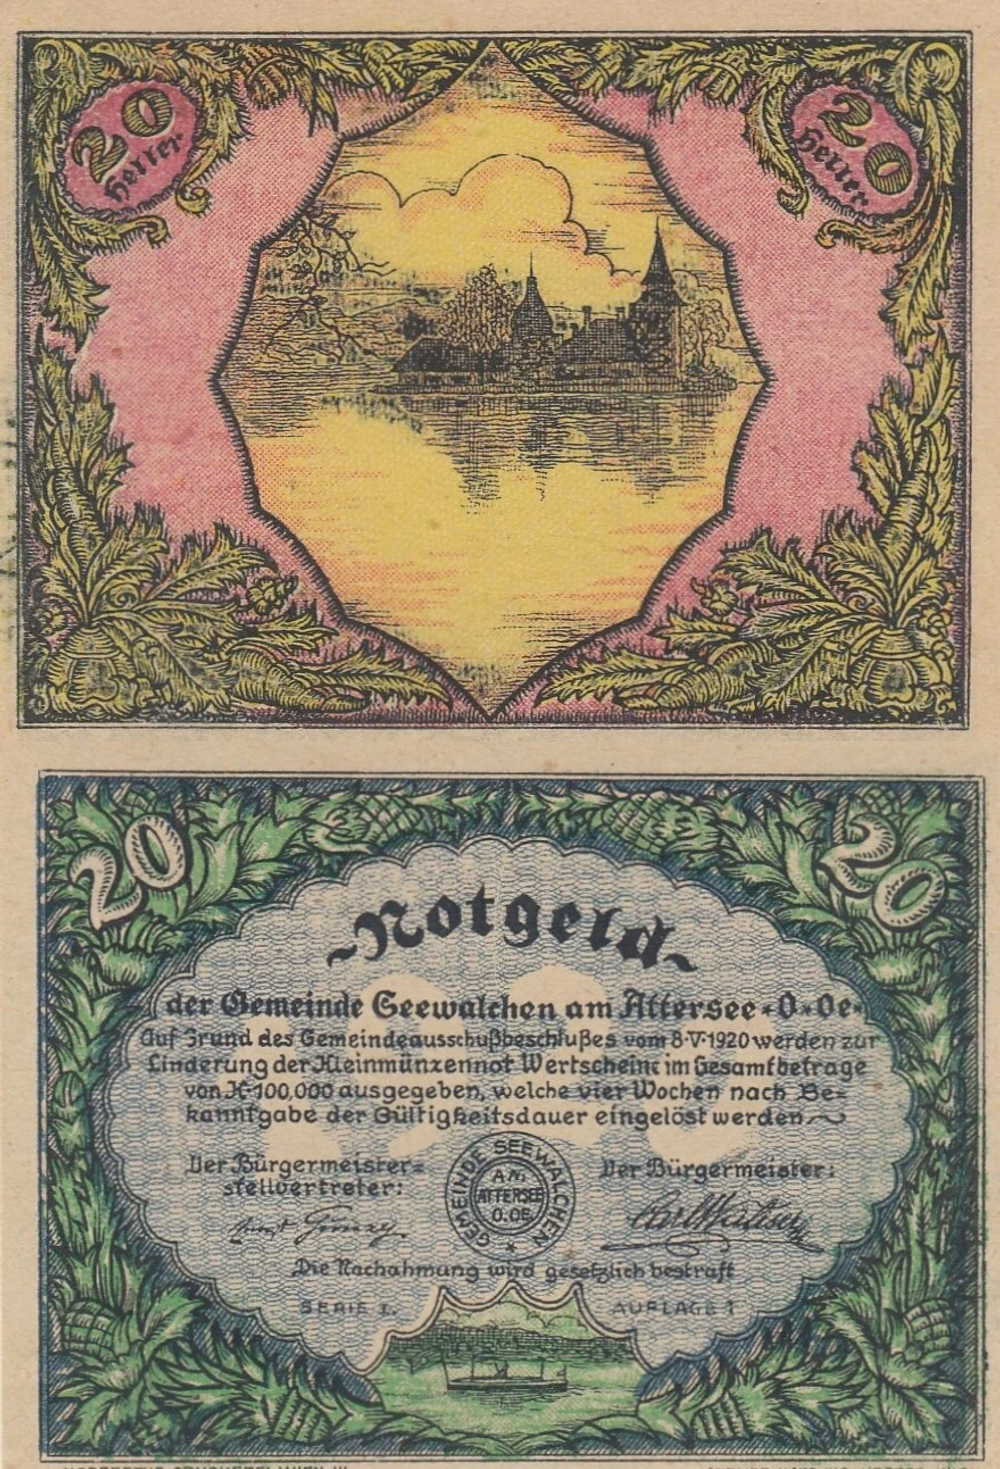 20
Heller
20
Heller
20
20
Notgeld
der Gemeinde Seewalchen am Attersee • O • Oe •
Auf Grund des Gemeindeausschußbeschlußes vom 8•V•1920 werden zur
Linderung der Kleinmünzennot Wertscheine im Gesamtbetrage
von K•100,000 ausgegeben, welche vier Wochen nach Be=
kanntgabe der Gültigkeitsdauer eingelöst werden
Der Bürgermeister=
stellvertreter:
Der Bürgermeister:
GEMEINDE SEEWALCHEN
AM
ATTERSEE
O.OE.
Die Nachahmung wird gesetzlich bestraft
SERIE I.
AUFLAGE 1